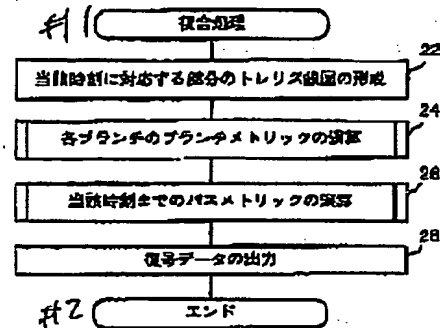 #1
復合処理
22
当該時刻に対応する部分のトレリス線図の形成
24
各ブランチのブランチメトリックの演算
26
当該時刻までのパスメトリックの演算
28
復号データの出力
#2
エンド